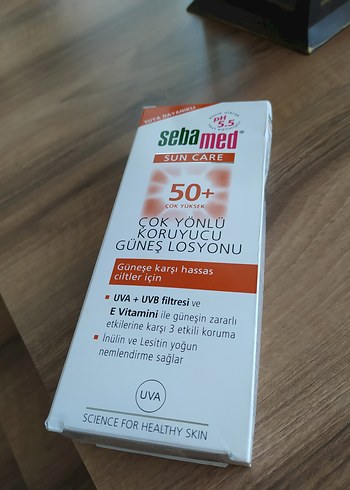 SUYA DAYANIKLI
pH
5.5
sebamed
SUN CARE
50+
ÇOK YÜKSEK
ÇOK YÖNLÜ
KORUYUCU
GÜNEŞ LOSYONU
Güneşe karşı hassas
ciltler için
UVA + UVB filtresi ve
E Vitamini ile güneşin zararlı
etkilerine karşı 3 etkili koruma
İnülin ve Lesitin yoğun
nemlendirme sağlar
UVA
SCIENCE FOR HEALTHY SKIN